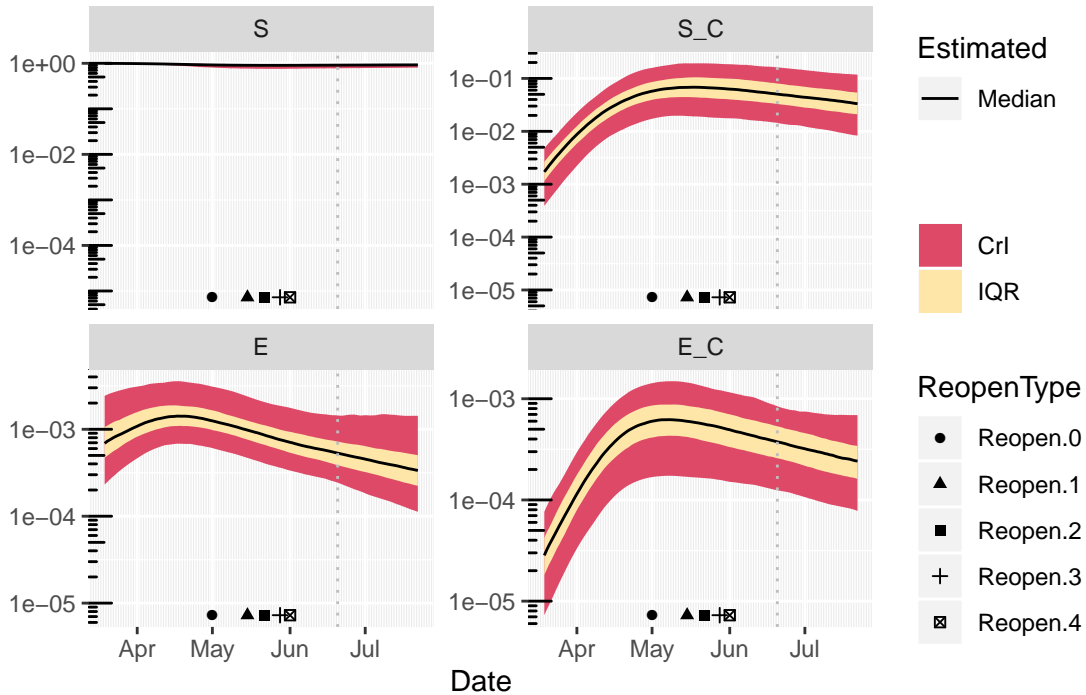 S
S_C
1e+00
1e−02
1e−04
1e−01
1e−02
1e−03
1e−04
1e−05
E
E_C
1e−03
1e−04
1e−05
1e−03
1e−04
1e−05
Apr May Jun Jul
Apr May Jun Jul
Date
Estimated
Median
CrI
IQR
ReopenType
Reopen.0
Reopen.1
Reopen.2
Reopen.3
Reopen.4